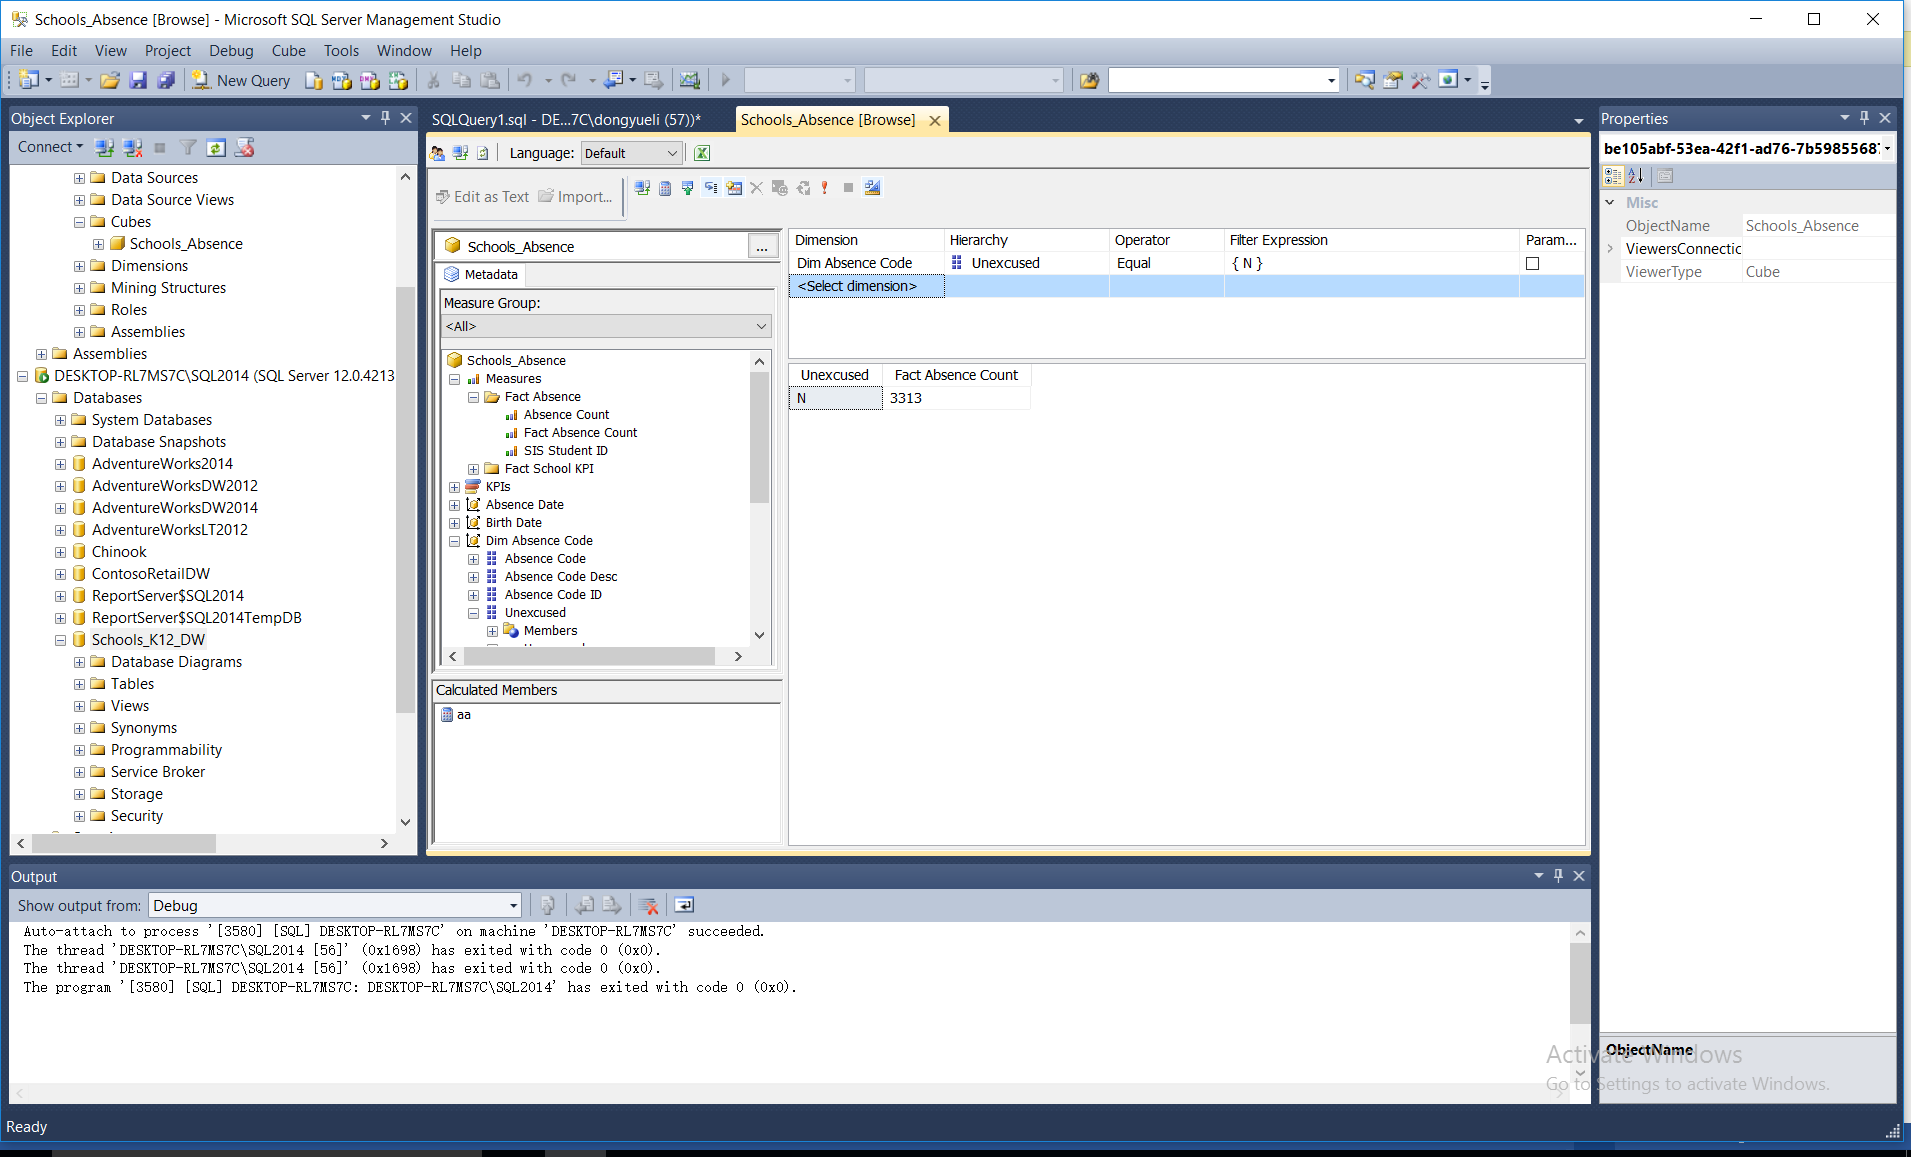 Schools_Absence [Browse] - Microsoft SQL Server Management Studio
File Edit View Project Debug Cube Tools Window Help
New Query
Object Explorer
Connect
Data Sources
Data Source Views
Cubes
Schools_Absence
Dimensions
Mining Structures
Roles
Assemblies
Assemblies
DESKTOP-RL7MS7C\SQL2014 (SQL Server 12.0.4213
Databases
System Databases
Database Snapshots
AdventureWorks2014
AdventureWorksDW2012
AdventureWorksDW2014
AdventureWorksLT2012
Chinook
ContosoRetailDW
ReportServer$SQL2014
ReportServer$SQL2014TempDB
Schools_K12_DW
Database Diagrams
Tables
Views
Synonyms
Programmability
Service Broker
Storage
Security
SQLQuery1.sql - DE...7C\dongyueli (57))*
Schools_Absence [Browse]
Language: Default
Edit as Text Import...
Schools_Absence ...
Metadata
Measure Group:
<All>
Schools_Absence
Measures
Fact Absence
Absence Count
Fact Absence Count
SIS Student ID
Fact School KPI
KPIs
Absence Date
Birth Date
Dim Absence Code
Absence Code
Absence Code Desc
Absence Code ID
Unexcused
Members
Calculated Members
aa
Dimension Hierarchy Operator Filter Expression Param...
Dim Absence Code Unexcused Equal { N }
<Select dimension>
Unexcused Fact Absence Count
N 3313
Properties
be105abf-53ea-42f1-ad76-7b5985568
Misc
ObjectName Schools_Absence
ViewersConnectic
ViewerType Cube
ObjectName
Activate Windows
Go to Settings to activate Windows.
Output
Show output from: Debug
Auto-attach to process '[3580] [SQL] DESKTOP-RL7MS7C' on machine 'DESKTOP-RL7MS7C' succeeded.
The thread 'DESKTOP-RL7MS7C\SQL2014 [56]' (0x1698) has exited with code 0 (0x0).
The thread 'DESKTOP-RL7MS7C\SQL2014 [56]' (0x1698) has exited with code 0 (0x0).
The program '[3580] [SQL] DESKTOP-RL7MS7C: DESKTOP-RL7MS7C\SQL2014' has exited with code 0 (0x0).
Ready